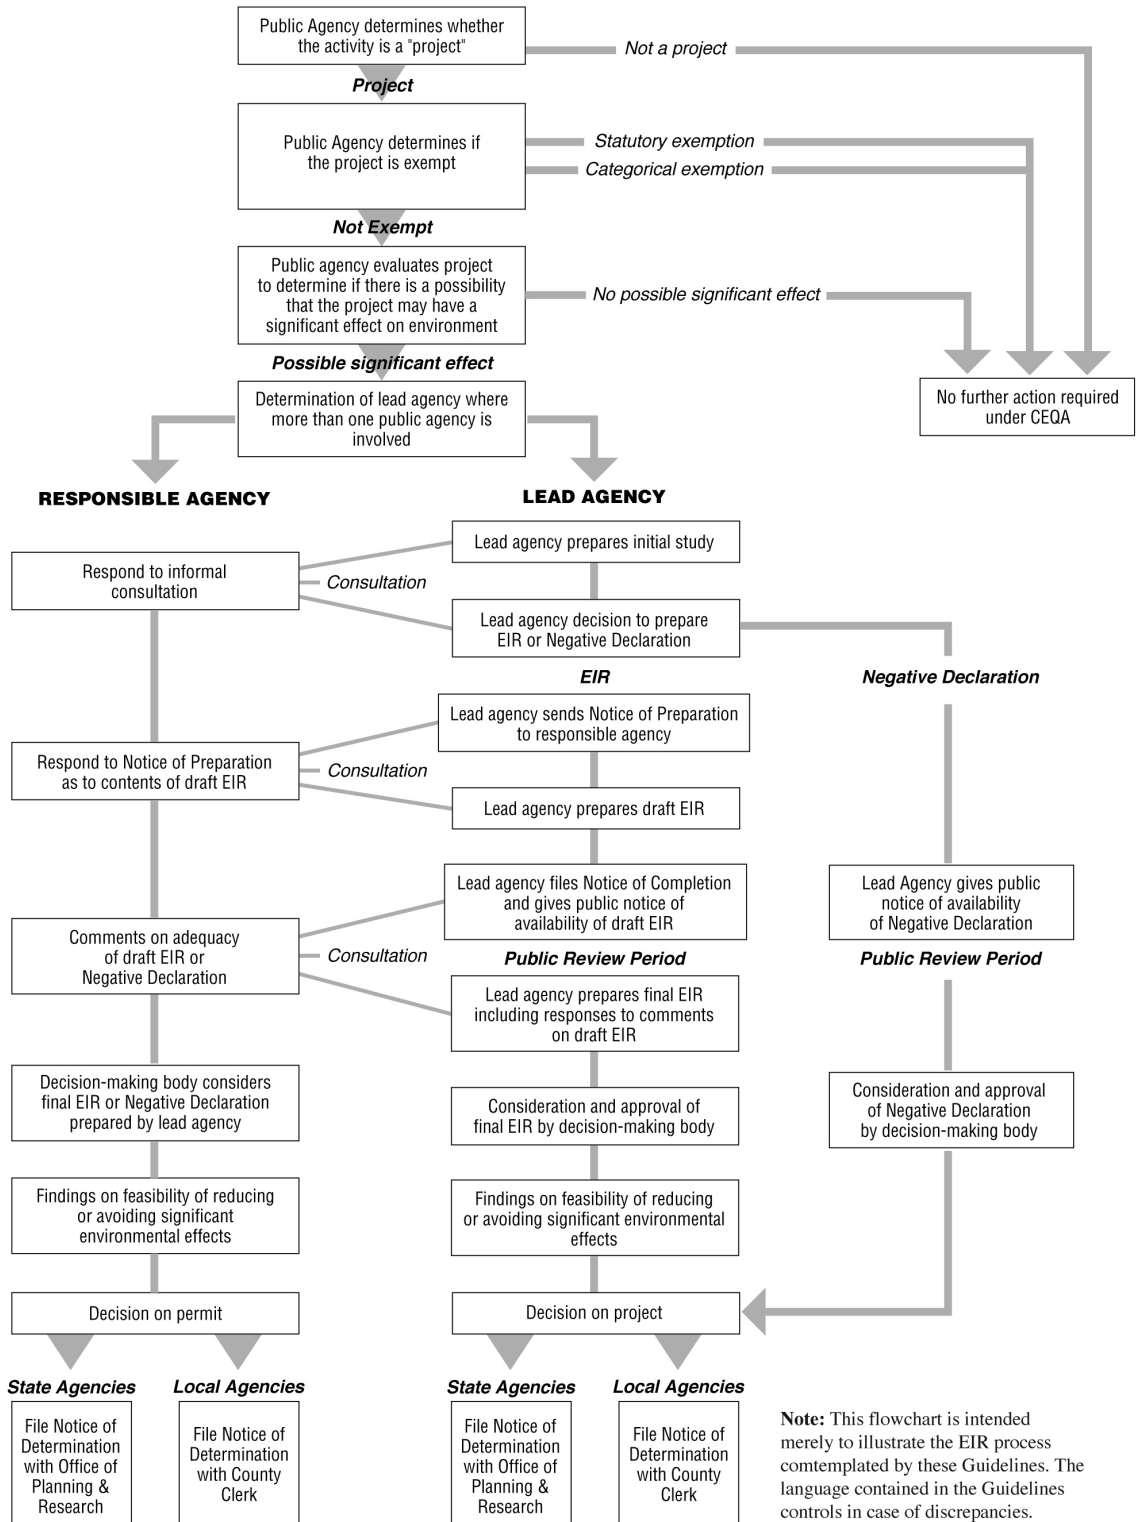 Public Agency determines whether
the activity is a "project"
Not a project
Project
Public Agency determines if
the project is exempt
Statutory exemption
Categorical exemption
Not Exempt
Public agency evaluates project
to determine if there is a possibility
that the project may have a
significant effect on environment
No possible significant effect
Possible significant effect
No further action required
under CEQA
Determination of lead agency where
more than one public agency is
involved
RESPONSIBLE AGENCY
LEAD AGENCY
Lead agency prepares initial study
Respond to informal
consultation
Consultation
Lead agency decision to prepare
EIR or Negative Declaration
EIR
Negative Declaration
Lead agency sends Notice of Preparation
to responsible agency
Respond to Notice of Preparation
as to contents of draft EIR
Consultation
Lead agency prepares draft EIR
Lead agency files Notice of Completion
and gives public notice of
availability of draft EIR
Lead Agency gives public
notice of availability
of Negative Declaration
Comments on adequacy
of draft EIR or
Negative Declaration
Consultation
Public Review Period
Public Review Period
Lead agency prepares final EIR
including responses to comments
on draft EIR
Decision-making body considers
final EIR or Negative Declaration
prepared by lead agency
Consideration and approval of
final EIR by decision-making body
Consideration and approval
of Negative Declaration
by decision-making body
Findings on feasibility of reducing
or avoiding significant
environmental effects
Findings on feasibility of reducing
or avoiding significant environmental
effects
Decision on permit
Decision on project
State Agencies
Local Agencies
State Agencies
Local Agencies
File Notice of
Determination
with Office of
Planning &
Research
File Notice of
Determination
with County
Clerk
File Notice of
Determination
with Office of
Planning &
Research
File Notice of
Determination
with County
Clerk
Note: This flowchart is intended
merely to illustrate the EIR process
comtemplated by these Guidelines. The
language contained in the Guidelines
controls in case of discrepancies.